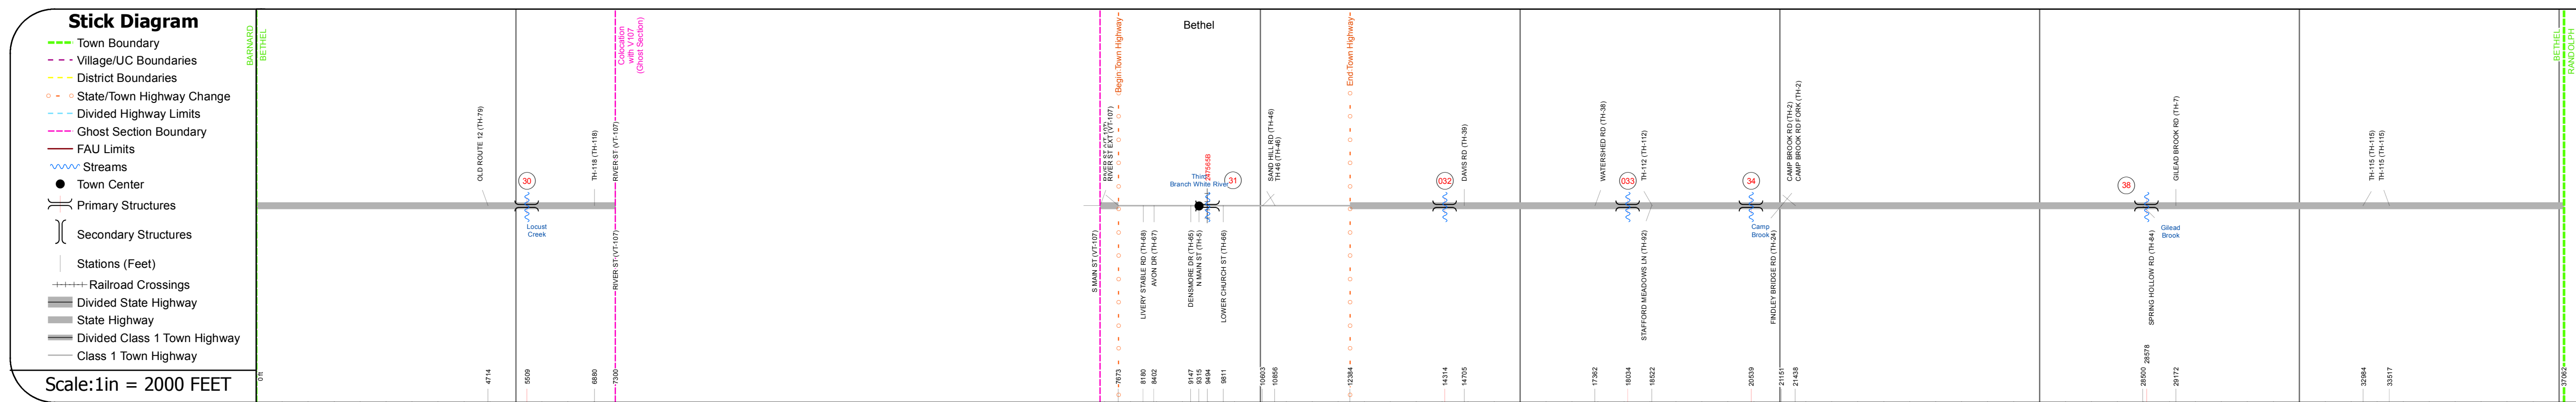 Stick Diagram
Town Boundary
Village/UC Boundaries
District Boundaries
State/Town Highway Change
Divided Highway Limits
Ghost Section Boundary
FAU Limits
Streams
Town Center
Primary Structures
Secondary Structures
Stations (Feet)
Railroad Crossings
Divided State Highway
State Highway
Divided Class 1 Town Highway
Class 1 Town Highway
Scale:1in = 2000 FEET
BARNARD
BETHEL
Colocation
with V107
(Ghost Section)
Begin:Town Highway
Bethel
End:Town Highway
BETHEL
RANDOLPH
OLD ROUTE 12 (TH-79)
30
TH-118 (TH-118)
RIVER ST (VT-107)
RIVER ST EXT (VT-107)
247565B
31
SAND HILL RD (TH-46)
TH 46 (TH-46)
032
DAVIS RD (TH-39)
WATERSHED RD (TH-38)
033
TH-112 (TH-112)
34
CAMP BROOK RD (TH-2)
CAMP BROOK RD FORK (TH-2)
38
GILEAD BROOK RD (TH-7)
TH-115 (TH-115)
TH-115 (TH-115)
Third
Branch White River
Locust
Creek
RIVER ST (VT-107)
S MAIN ST (VT-107)
LIVERY STABLE RD (TH-68)
AVON DR (TH-67)
DENSMORE DR (TH-65)
N MAIN ST (TH-5)
LOWER CHURCH ST (TH-66)
STAFFORD MEADOWS LN (TH-92)
Camp
Brook
FINDLEY BRIDGE RD (TH-24)
SPRING HOLLOW RD (TH-84)
Gilead
Brook
0 ft
4714
5509
6880
7300
7673
8180
8402
9147
9315
9494
9811
10603
10856
12384
14314
14705
17362
18034
18522
20539
21151
21438
28500
28578
29172
32984
33517
37062